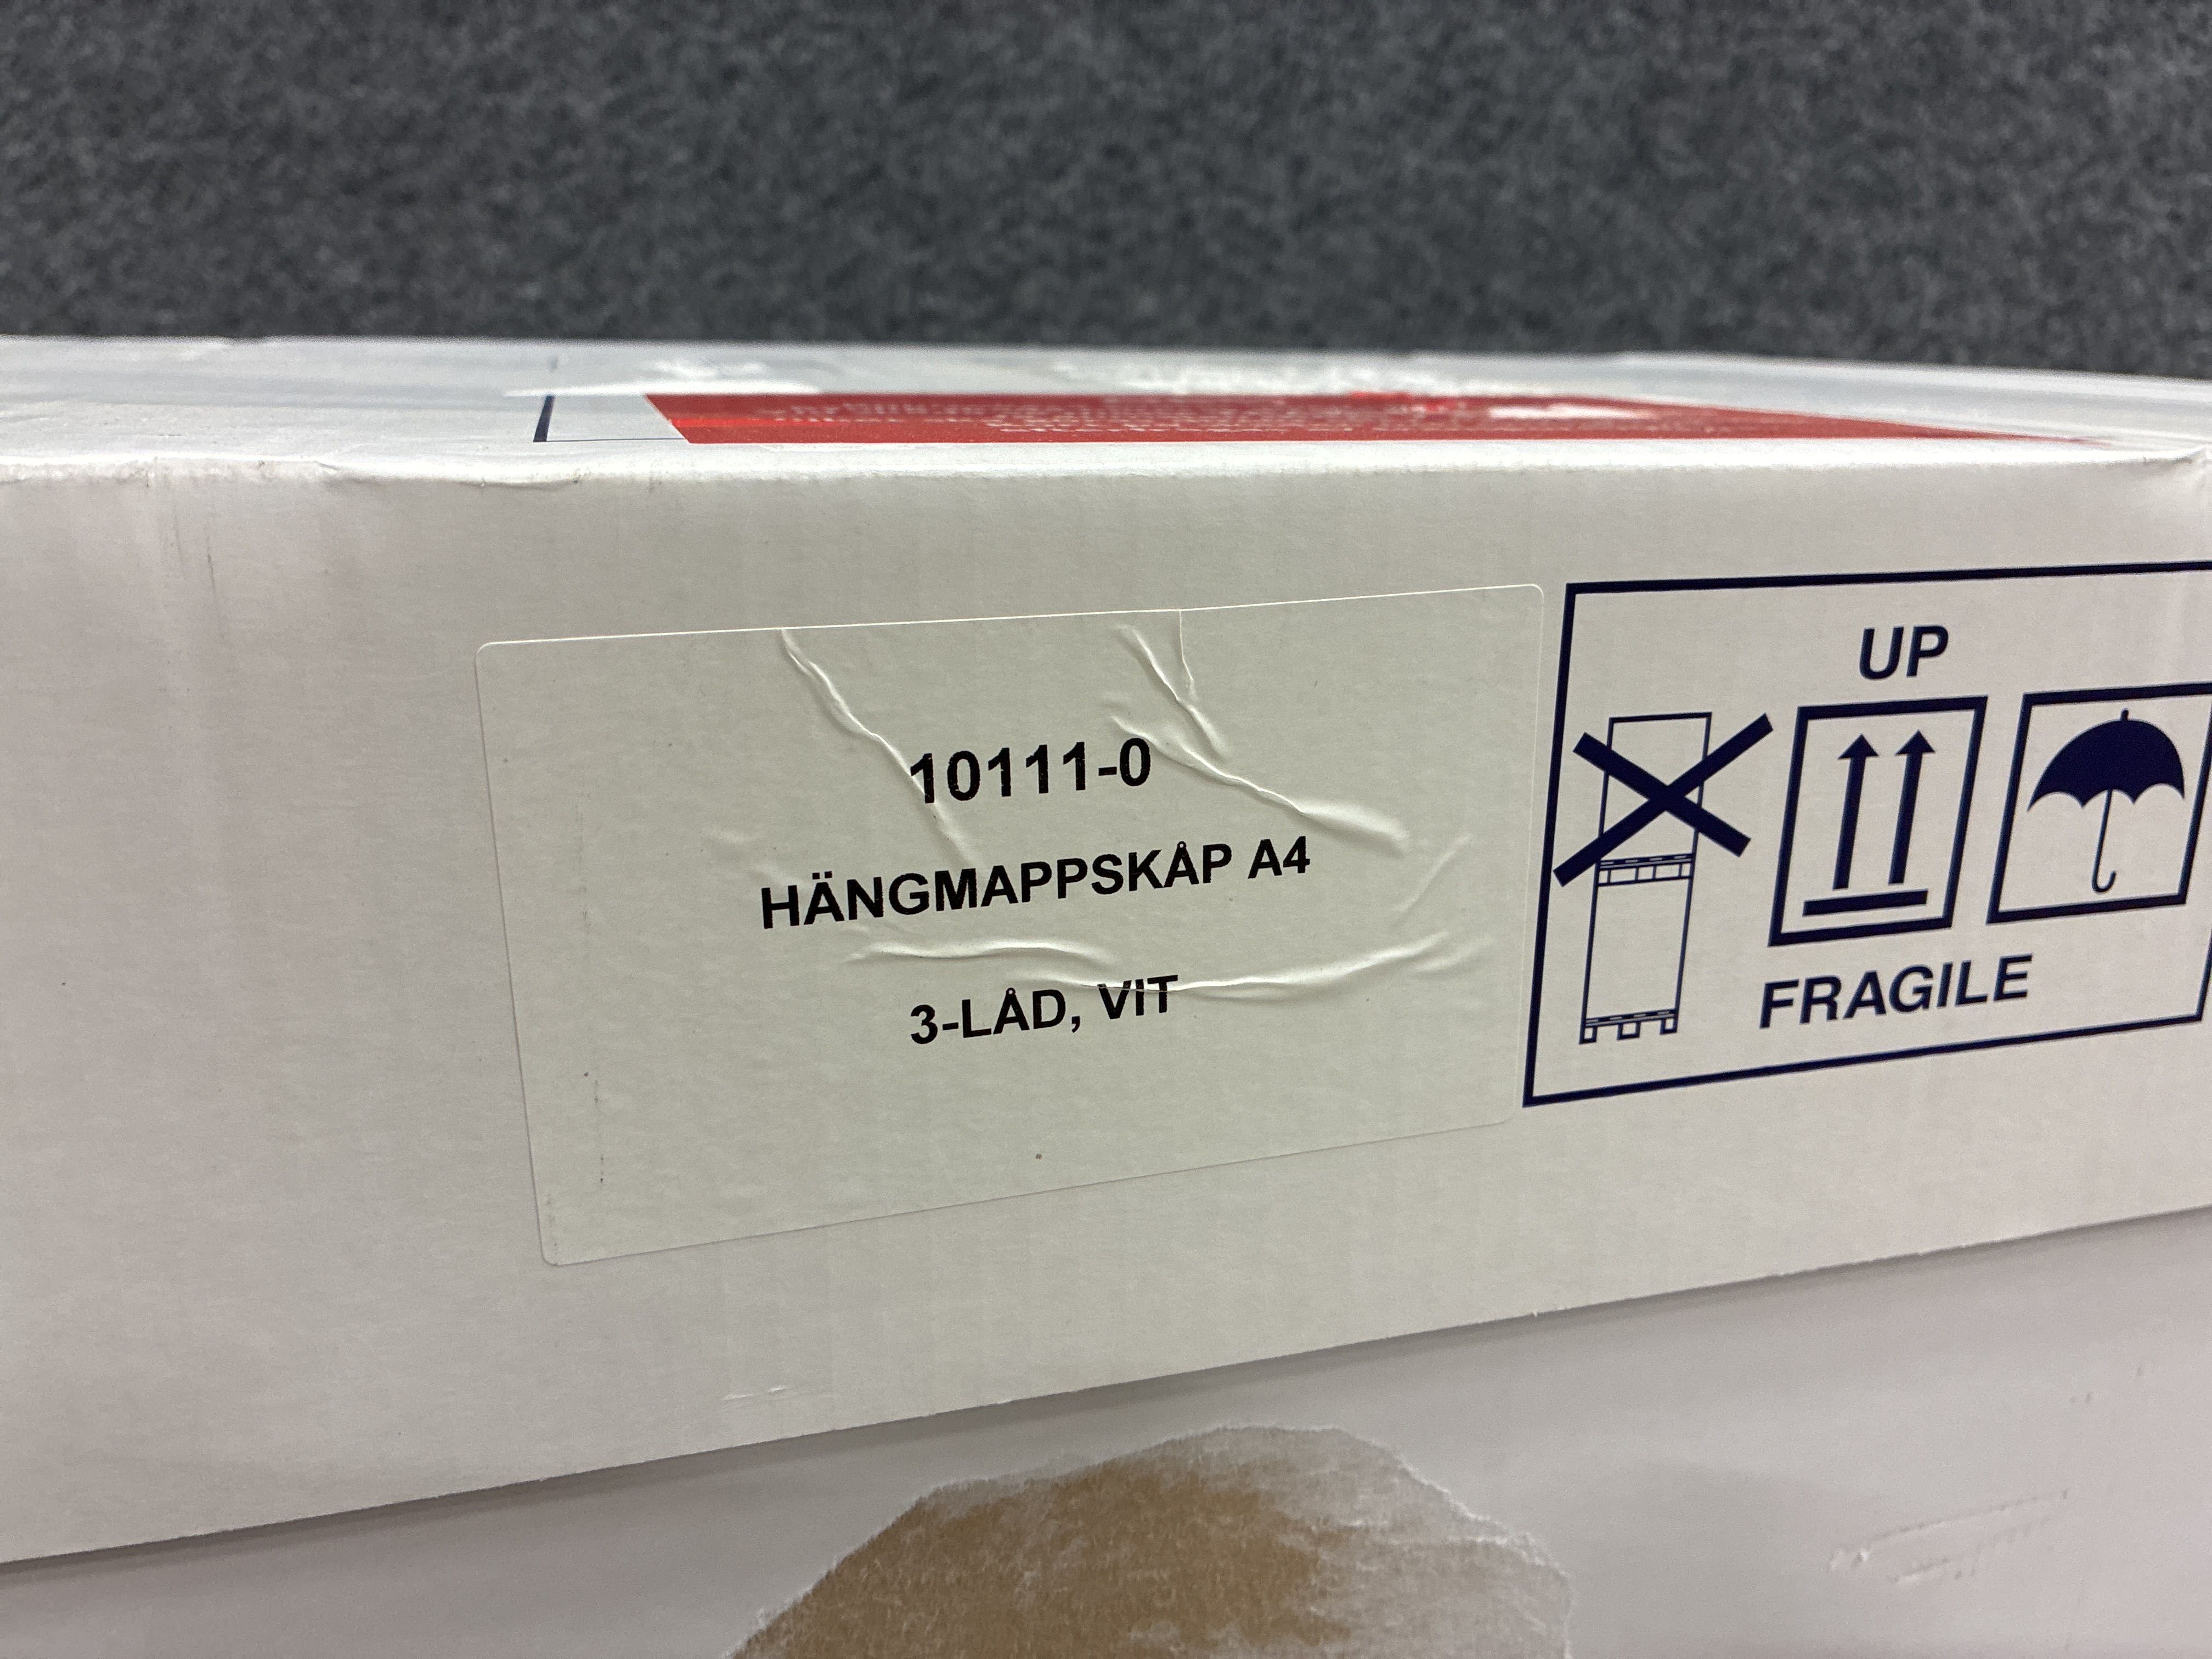 10111-0
HÄNGMAPPSKÅP A4
3-LÅD, VIT
UP
FRAGILE